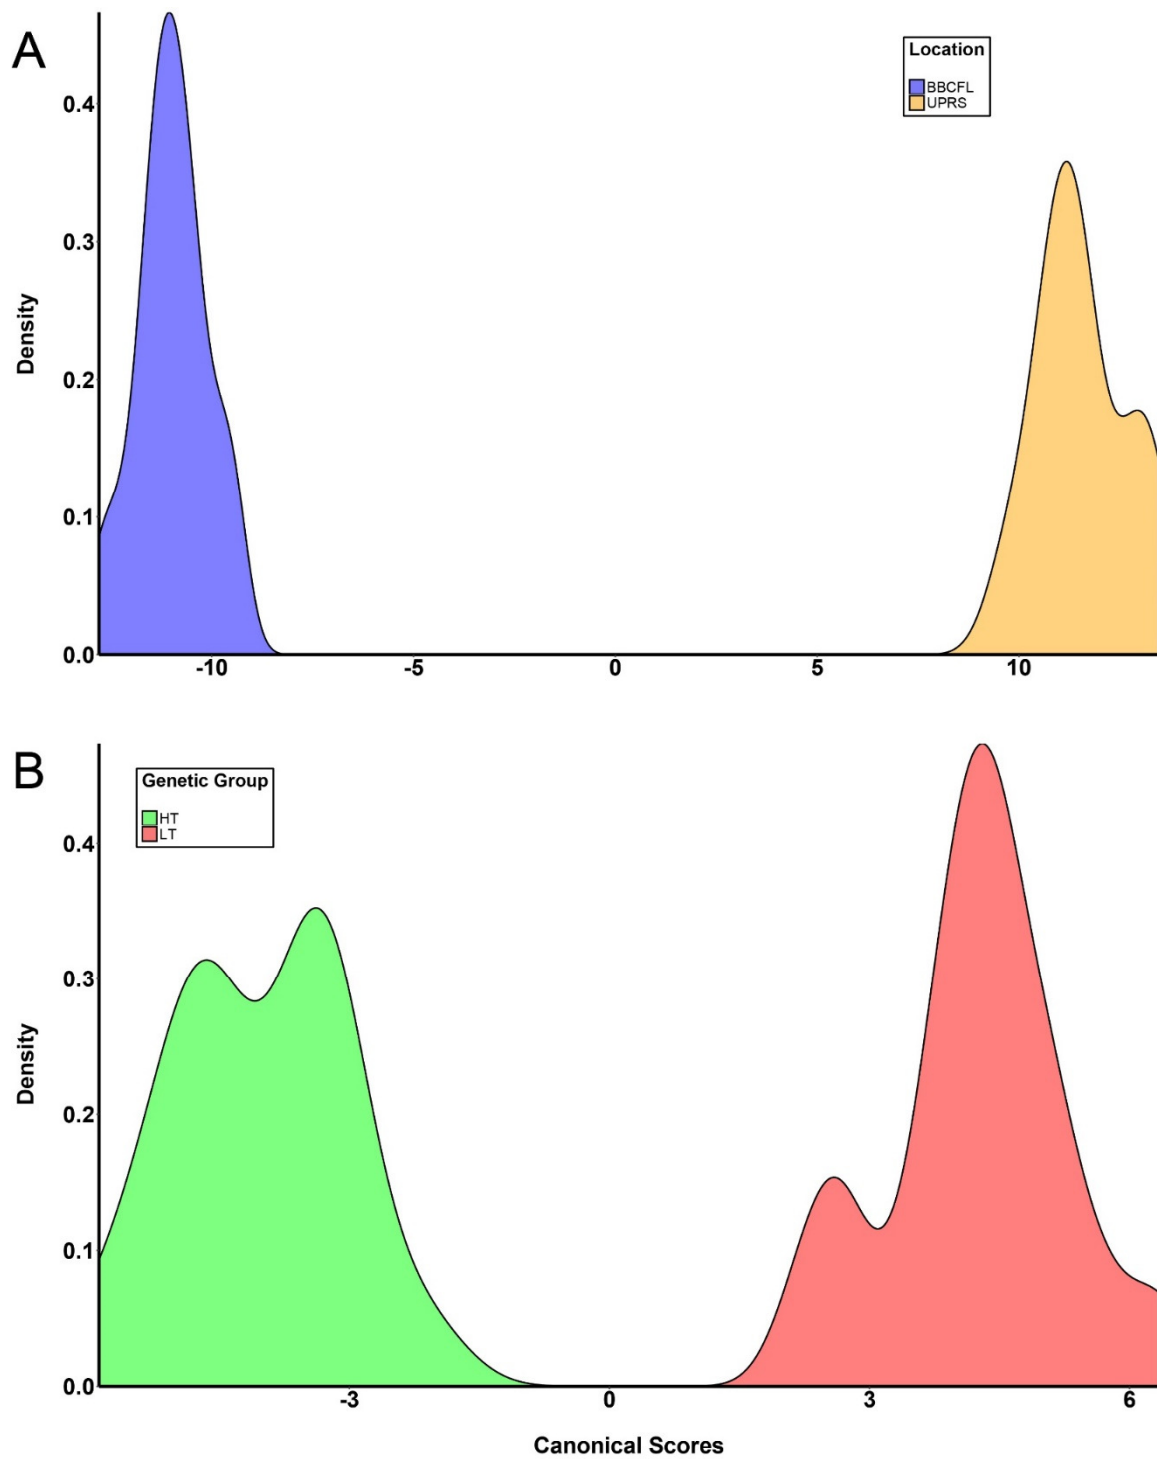 A
Location
BBCFL
UPRS
Density
0.4
0.3
0.2
0.1
0.0
-10 -5 0 5 10
B
Genetic Group
HT
LT
Density
0.4
0.3
0.2
0.1
0.0
-3 0 3 6
Canonical Scores